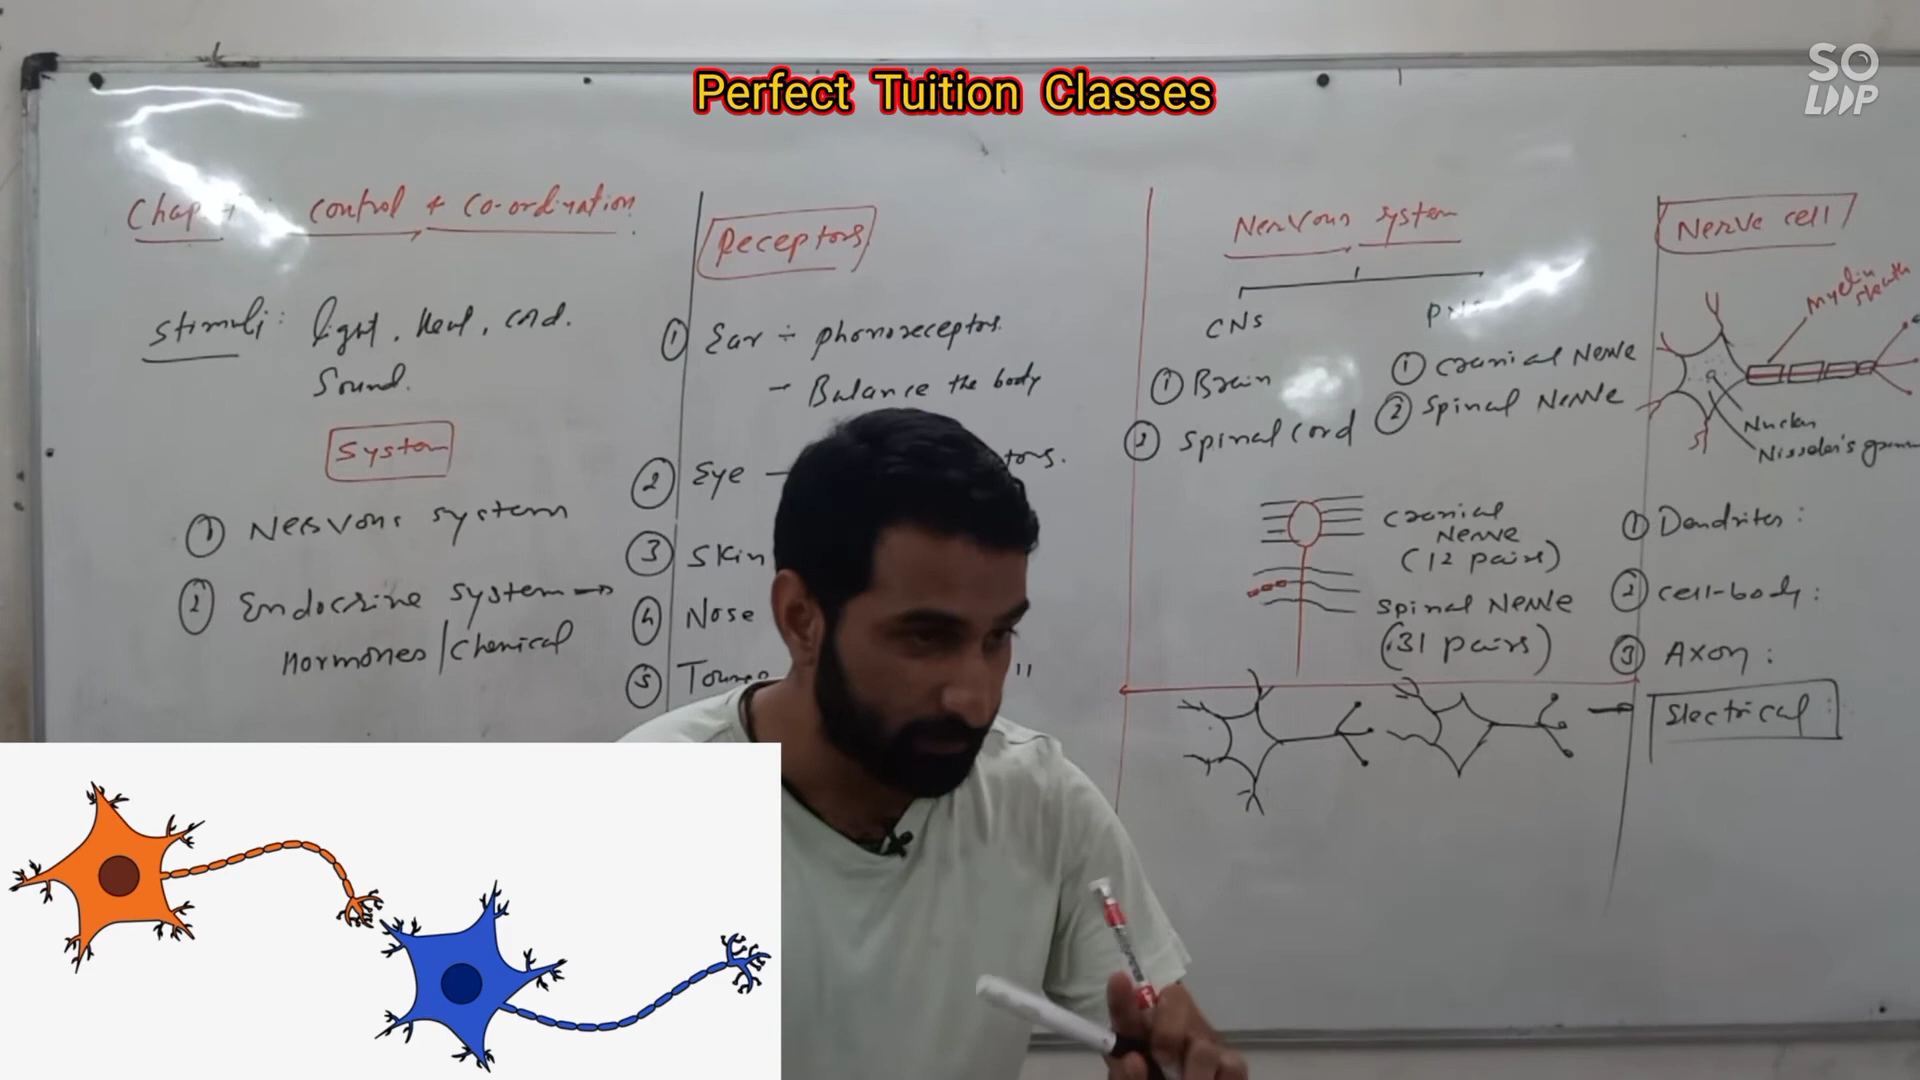 Perfect Tuition Classes
SO
LOOP
control & Co-ordination
Stimuli: light, Heat, cold.
Sound.
System
① Nervous system
② Endocrine system →
Hormones/Chemical
Receptors
① Ear ÷ phonoreceptors.
- Balance the body
② Eye -
③ Skin
④ Nose
⑤
"
Nervous system
CNS
① Brain
② Spinal cord
① Cranial Nerve
② Spinal Nerve
Cranial
Nerve
(12 pairs)
Spinal Nerve
(31 pairs)
Nerve cell
Myelin
sheath
① Dendrites:
② Cell-body:
③ Axon:
Electrical